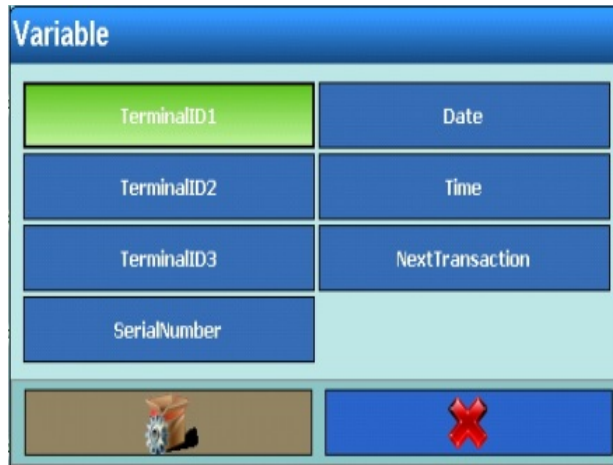 Variable
TerminalID1
Date
TerminalID2
Time
TerminalID3
NextTransaction
SerialNumber